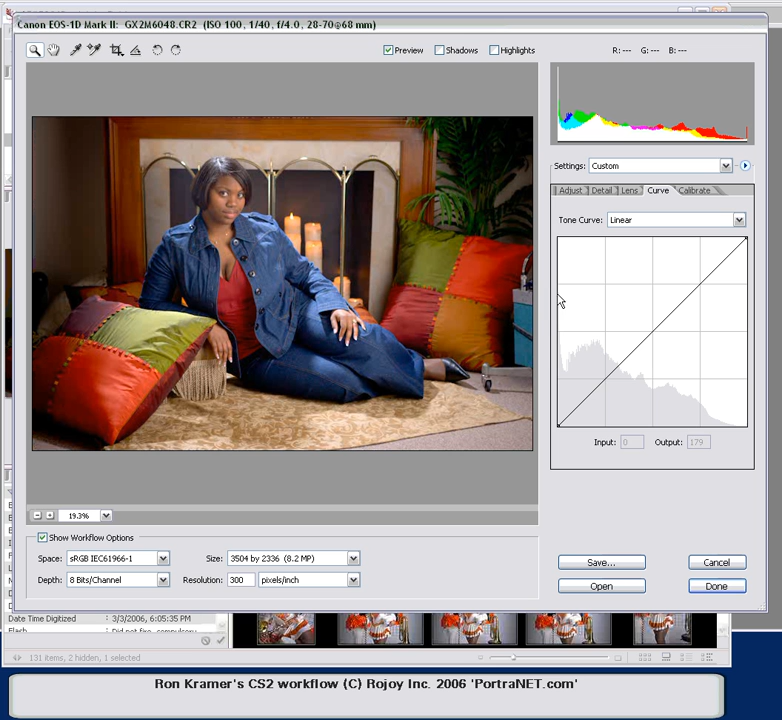 Canon EOS-1D Mark II: GX2M6048.CR2 (ISO 100, 1/40, f/4.0, 28-70@68 mm)
Preview Shadows Highlights R: --- G: --- B: ---
Settings: Custom
Adjust Detail Lens Curve Calibrate
Tone Curve: Linear
Input: 0 Output: 179
19.3%
Show Workflow Options
Space: sRGB IEC61966-1 Size: 3504 by 2336 (8.2 MP)
Depth: 8 Bits/Channel Resolution: 300 pixels/inch
Save... Cancel
Open Done
Date Time Digitized : 3/3/2006, 6:05:35 PM
Flash : Did not fire, compulsory
131 items, 2 hidden, 1 selected
Ron Kramer's CS2 workflow (C) Rojoy Inc. 2006 'PortraNET.com'